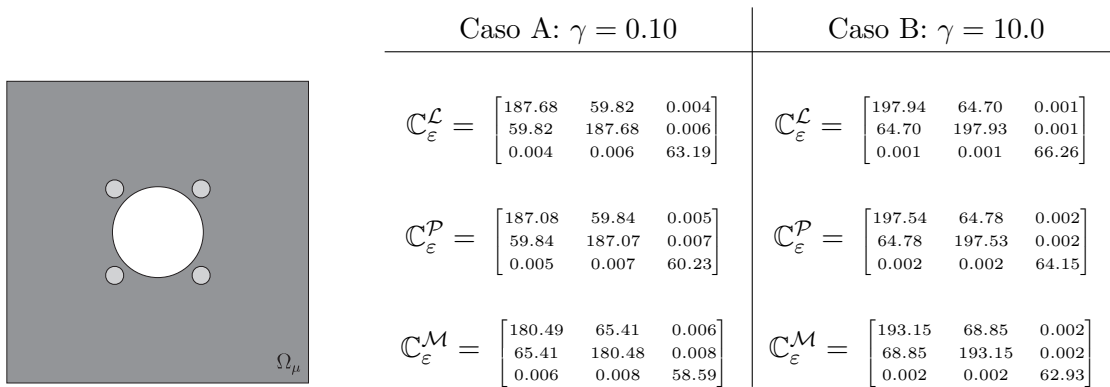 Caso A: γ = 0.10
Caso B: γ = 10.0
ℂ_ε^ℒ = [187.68 59.82 0.004
59.82 187.68 0.006
0.004 0.006 63.19]
ℂ_ε^ℒ = [197.94 64.70 0.001
64.70 197.93 0.001
0.001 0.001 66.26]
ℂ_ε^𝒫 = [187.08 59.84 0.005
59.84 187.07 0.007
0.005 0.007 60.23]
ℂ_ε^𝒫 = [197.54 64.78 0.002
64.78 197.53 0.002
0.002 0.002 64.15]
ℂ_ε^ℳ = [180.49 65.41 0.006
65.41 180.48 0.008
0.006 0.008 58.59]
ℂ_ε^ℳ = [193.15 68.85 0.002
68.85 193.15 0.002
0.002 0.002 62.93]
Ω_μ